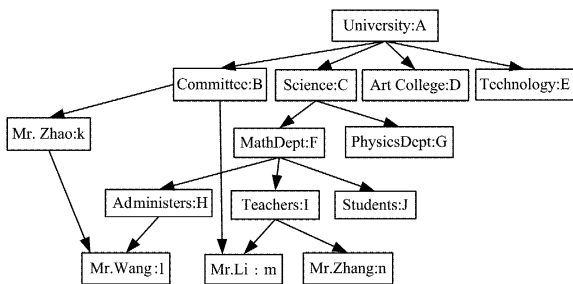 University:A
Committee:B
Science:C
Art College:D
Technology:E
Mr. Zhao:k
MathDept:F
PhysicsDept:G
Administers:H
Teachers:I
Students:J
Mr.Wang:l
Mr.Li : m
Mr.Zhang:n